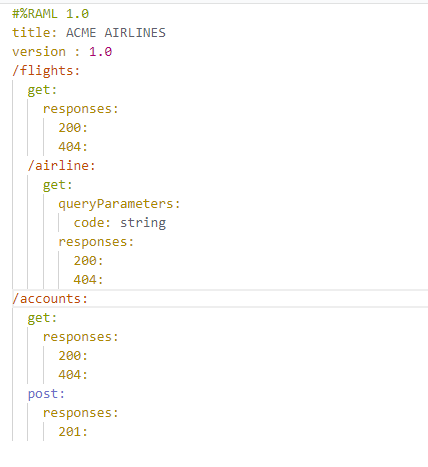 #%RAML 1.0
title: ACME AIRLINES
version : 1.0
/flights:
  get:
    responses:
      200:
      404:
  /airline:
    get:
      queryParameters:
        code: string
      responses:
        200:
        404:
/accounts:
  get:
    responses:
      200:
      404:
  post:
    responses:
      201: